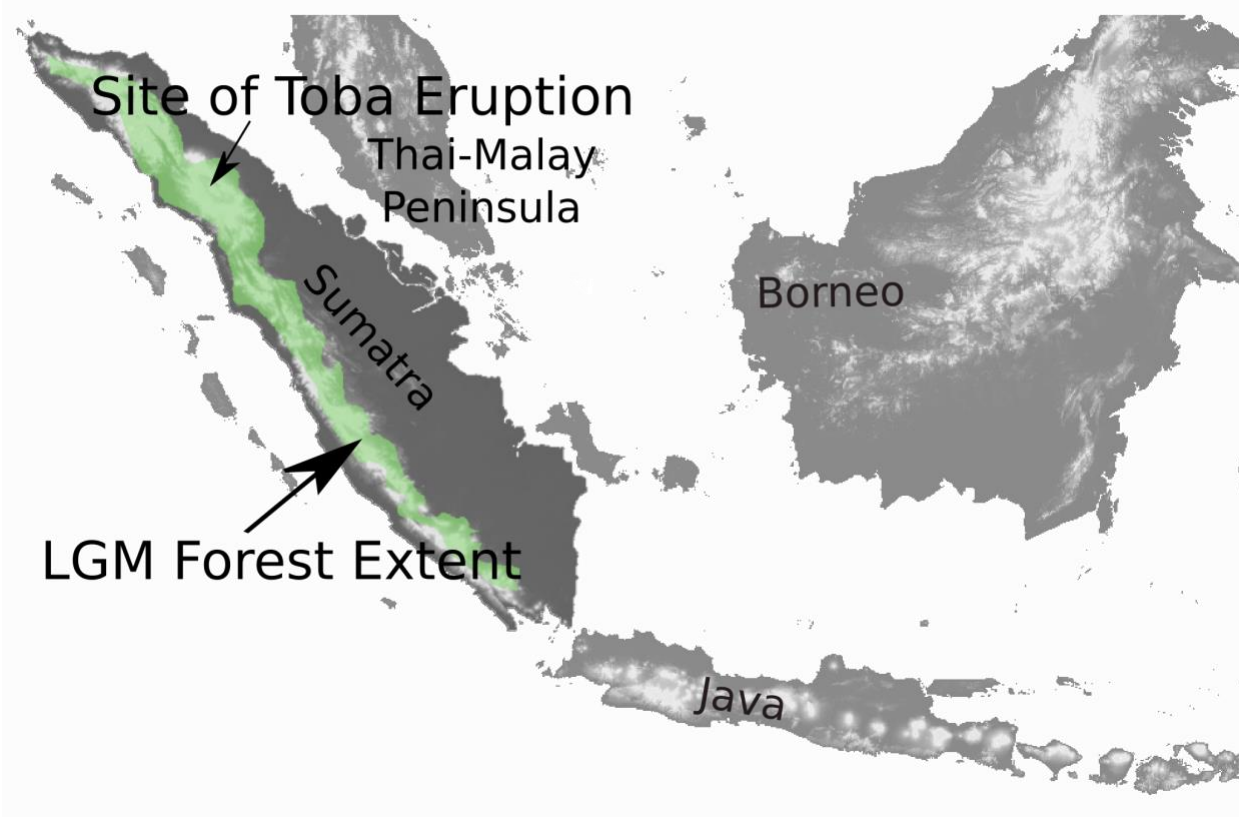 Site of Toba Eruption
Thai-Malay
Peninsula
Sumatra
Borneo
LGM Forest Extent
Java